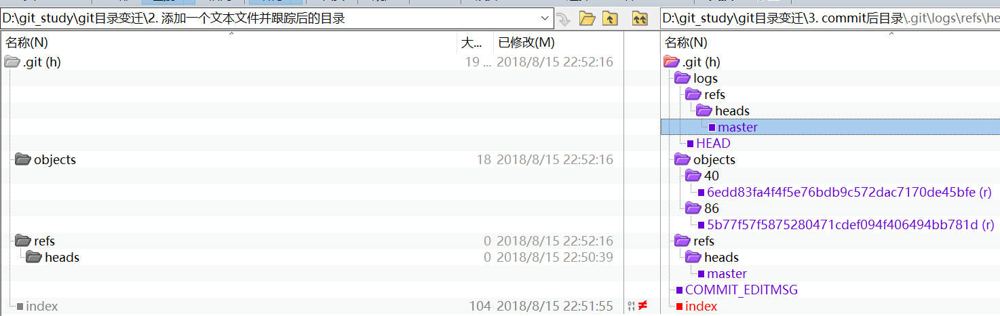 D:\git_study\git目录变迁\2. 添加一个文本文件并跟踪后的目录 D:\git_study\git目录变迁\3. commit后目录\.git\logs\refs\he
名称(N) 大... 已修改(M) 名称(N)
.git (h) 19 ... 2018/8/15 22:52:16 .git (h)
logs
refs
heads
master
HEAD
objects 18 2018/8/15 22:52:16 objects
40
6edd83fa4f4f5e76bdb9c572dac7170de45bfe (r)
86
5b77f57f5875280471cdef094f406494bb781d (r)
refs 0 2018/8/15 22:52:16 refs
heads 0 2018/8/15 22:50:39 heads
master
COMMIT_EDITMSG
index 104 2018/8/15 22:51:55 index